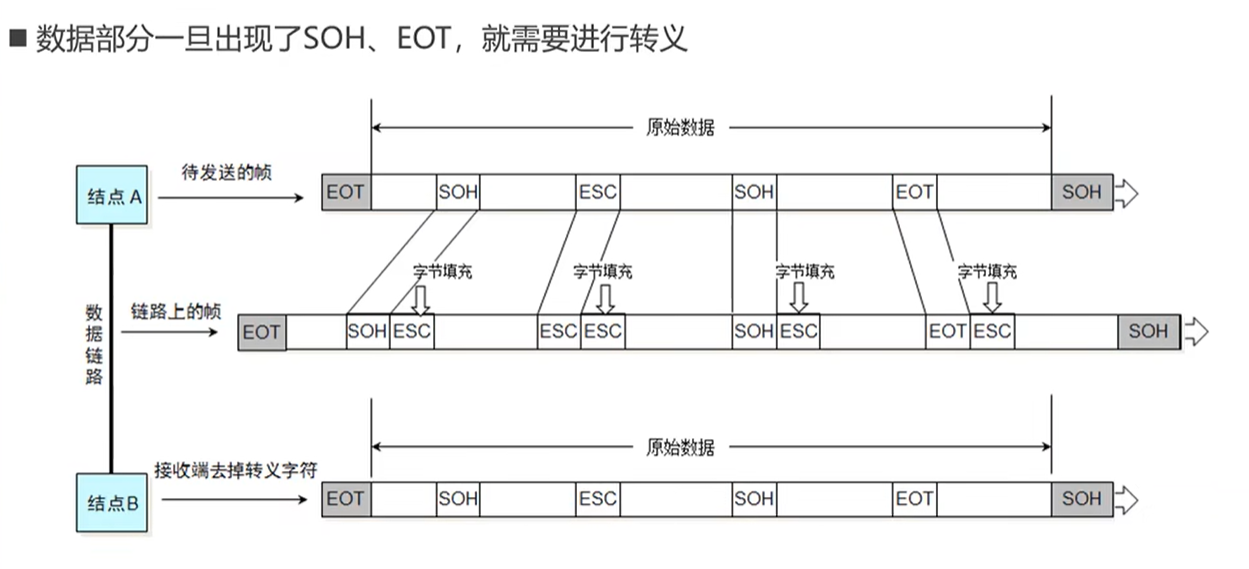 ■ 数据部分一旦出现了SOH、EOT，就需要进行转义
原始数据
结点 A
待发送的帧
EOT SOH ESC SOH EOT SOH
字节填充 字节填充 字节填充 字节填充
数据链路
链路上的帧
EOT SOH ESC ESC ESC SOH ESC EOT ESC SOH
原始数据
结点B
接收端去掉转义字符
EOT SOH ESC SOH EOT SOH